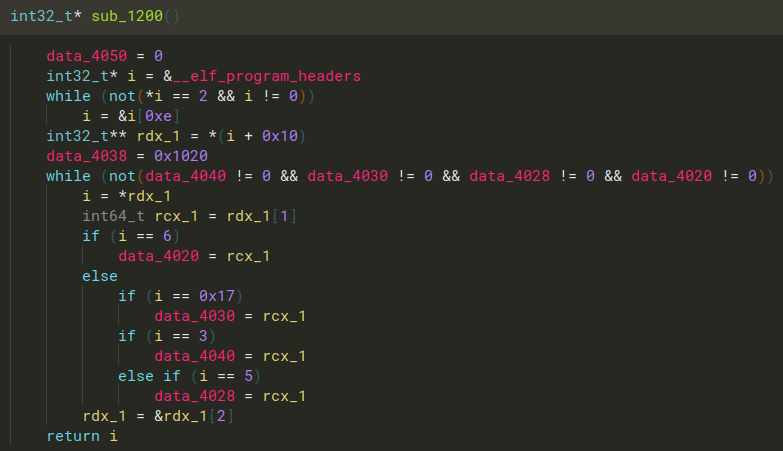 int32_t* sub_1200()
data_4050 = 0
int32_t* i = &__elf_program_headers
while (not(*i == 2 && i != 0))
i = &i[0xe]
int32_t** rdx_1 = *(i + 0x10)
data_4038 = 0x1020
while (not(data_4040 != 0 && data_4030 != 0 && data_4028 != 0 && data_4020 != 0))
i = *rdx_1
int64_t rcx_1 = rdx_1[1]
if (i == 6)
data_4020 = rcx_1
else
if (i == 0x17)
data_4030 = rcx_1
if (i == 3)
data_4040 = rcx_1
else if (i == 5)
data_4028 = rcx_1
rdx_1 = &rdx_1[2]
return i